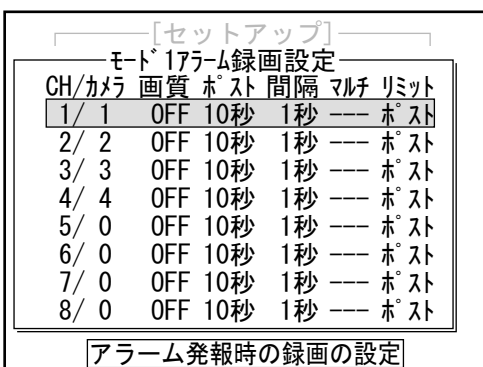 [セットアップ]
ﾓｰﾄﾞ1ｱﾗｰﾑ録画設定
CH/ｶﾒﾗ 画質 ﾎﾟｽﾄ 間隔 ﾏﾙﾁ ﾘﾐｯﾄ
1/ 1 OFF 10秒 1秒 --- ﾎﾟｽﾄ
2/ 2 OFF 10秒 1秒 --- ﾎﾟｽﾄ
3/ 3 OFF 10秒 1秒 --- ﾎﾟｽﾄ
4/ 4 OFF 10秒 1秒 --- ﾎﾟｽﾄ
5/ 0 OFF 10秒 1秒 --- ﾎﾟｽﾄ
6/ 0 OFF 10秒 1秒 --- ﾎﾟｽﾄ
7/ 0 OFF 10秒 1秒 --- ﾎﾟｽﾄ
8/ 0 OFF 10秒 1秒 --- ﾎﾟｽﾄ
アラーム発報時の録画の設定